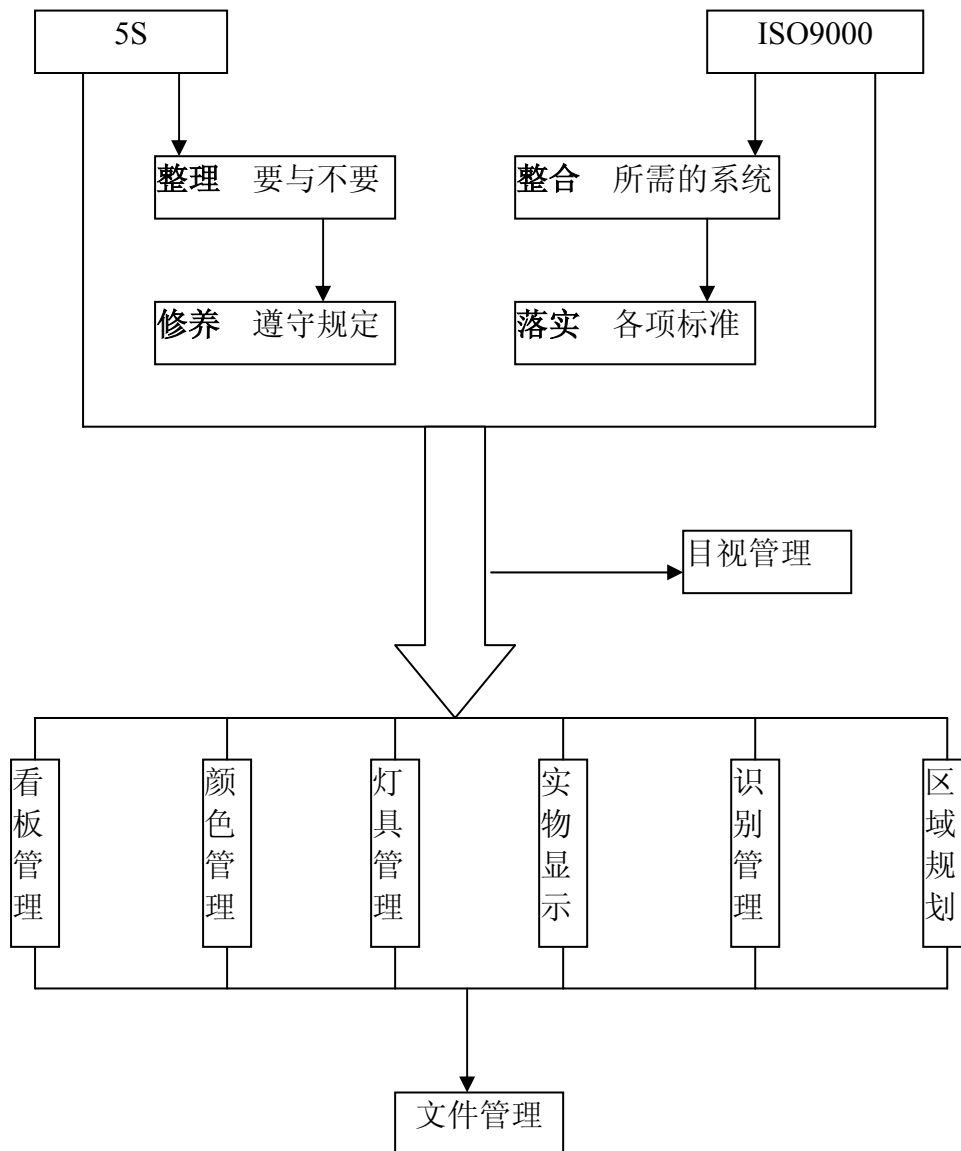 5S
ISO9000
整理 要与不要
整合 所需的系统
修养 遵守规定
落实 各项标准
目视管理
看板管理
颜色管理
灯具管理
实物显示
识别管理
区域规划
文件管理